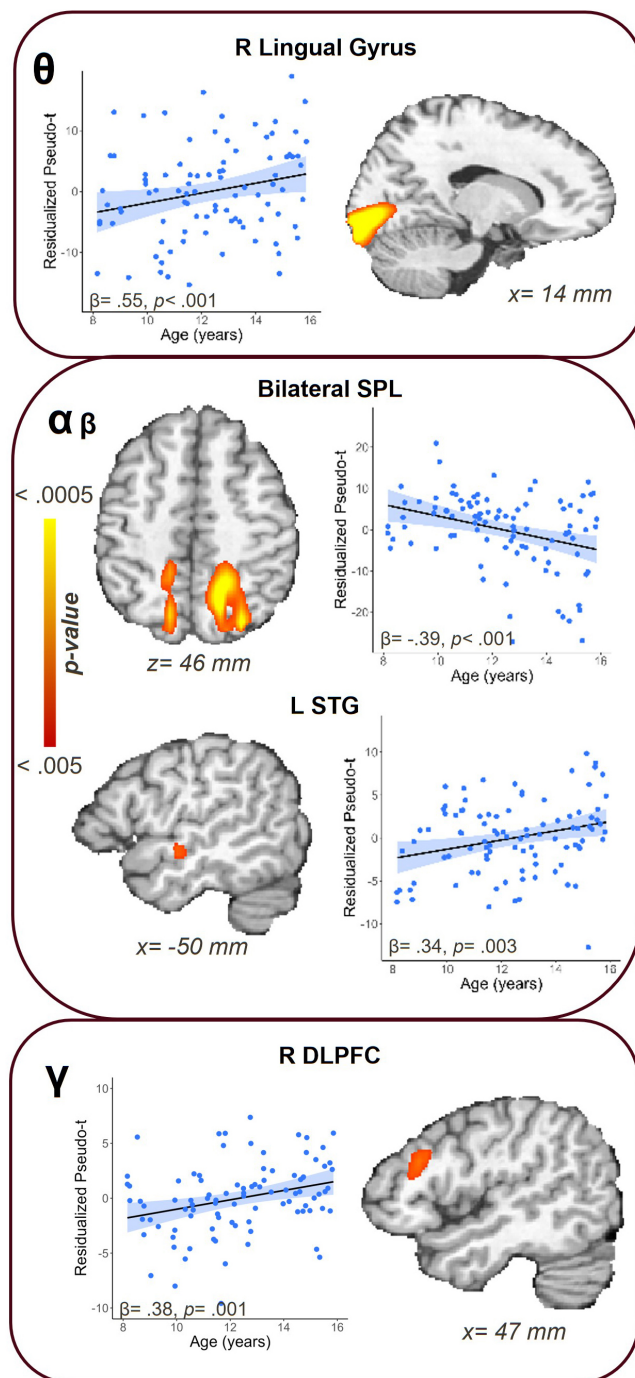 R Lingual Gyrus
θ
Residualized Pseudo-t
10
0
-10
β= .55, p< .001
8 10 12 14 16
Age (years)
x= 14 mm
Bilateral SPL
α β
< .0005
p-value
< .005
z= 46 mm
Residualized Pseudo-t
20
10
0
-10
-20
β= -.39, p< .001
8 10 12 14 16
Age (years)
L STG
x= -50 mm
Residualized Pseudo-t
10
5
0
-5
-10
β= .34, p= .003
8 10 12 14 16
Age (years)
R DLPFC
γ
Residualized Pseudo-t
10
5
0
-5
-10
β= .38, p= .001
8 10 12 14 16
Age (years)
x= 47 mm